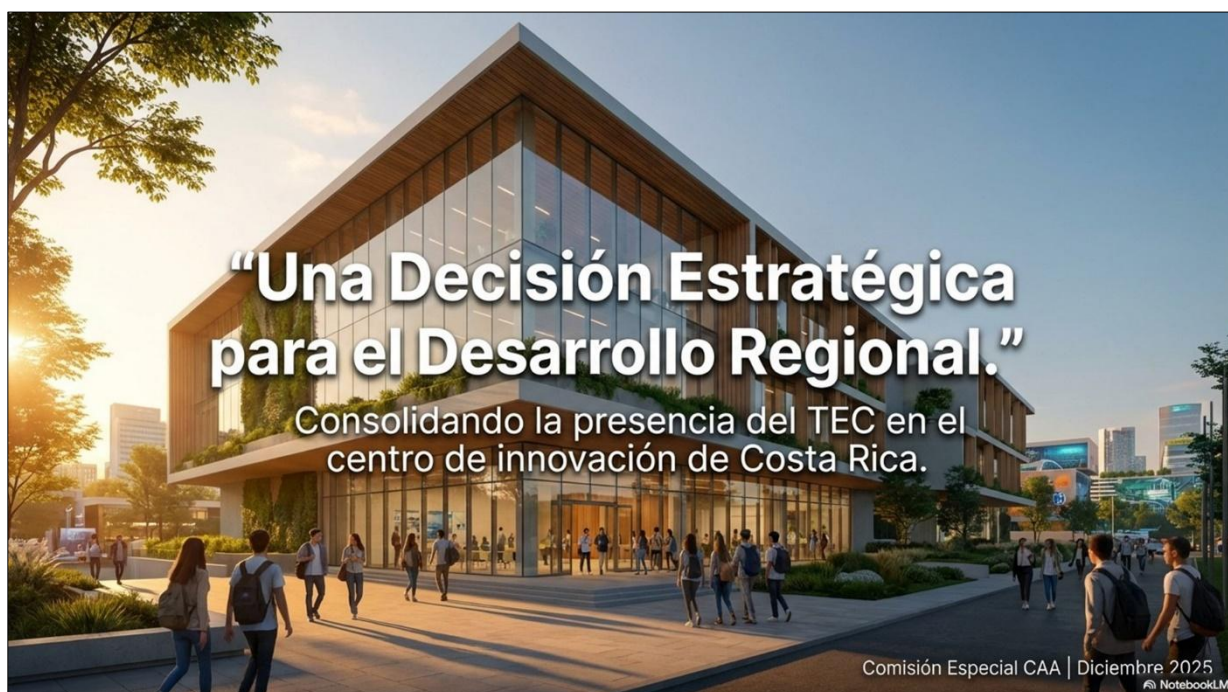 “Una Decisión Estratégica
para el Desarrollo Regional.”
Consolidando la presencia del TEC en el
centro de innovación de Costa Rica.
Comisión Especial CAA | Diciembre 2025
NotebookLM